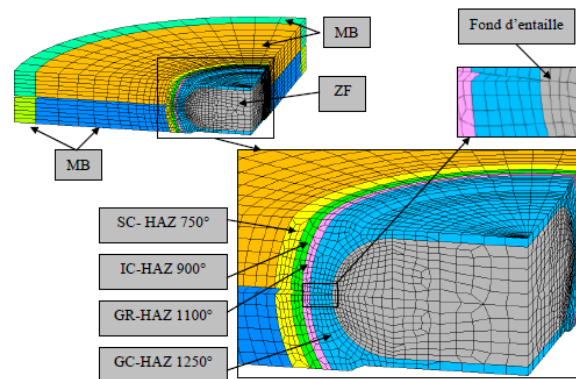 MB
Fond d'entaille
ZF
MB
SC- HAZ 750°
IC-HAZ 900°
GR-HAZ 1100°
GC-HAZ 1250°